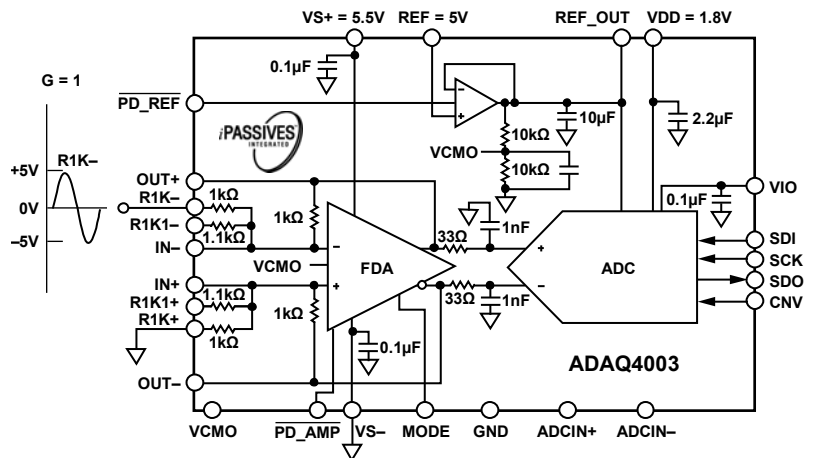 VS+ = 5.5V REF = 5V REF_OUT VDD = 1.8V
G = 1
0.1µF
PD_REF
iPASSIVES™
INTEGRATED
10µF
2.2µF
10kΩ
VCMO
10kΩ
+5V
R1K–
0V
–5V
OUT+
R1K–
1kΩ
R1K1–
1.1kΩ
IN–
1kΩ
VIO
0.1µF
1nF
33Ω
SDI
SCK
SDO
CNV
VCMO
FDA
ADC
IN+
R1K1+
1.1kΩ
R1K+
1kΩ
1kΩ
33Ω
1nF
0.1µF
OUT–
ADAQ4003
VCMO PD_AMP VS– MODE GND ADCIN+ ADCIN–